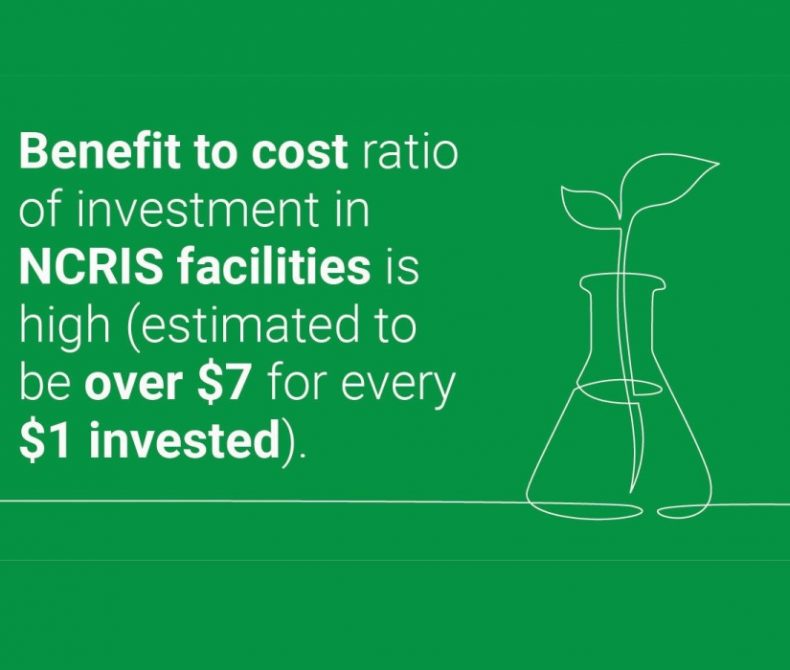 Benefit to cost ratio
of investment in
NCRIS facilities is
high (estimated to
be over $7 for every
$1 invested).